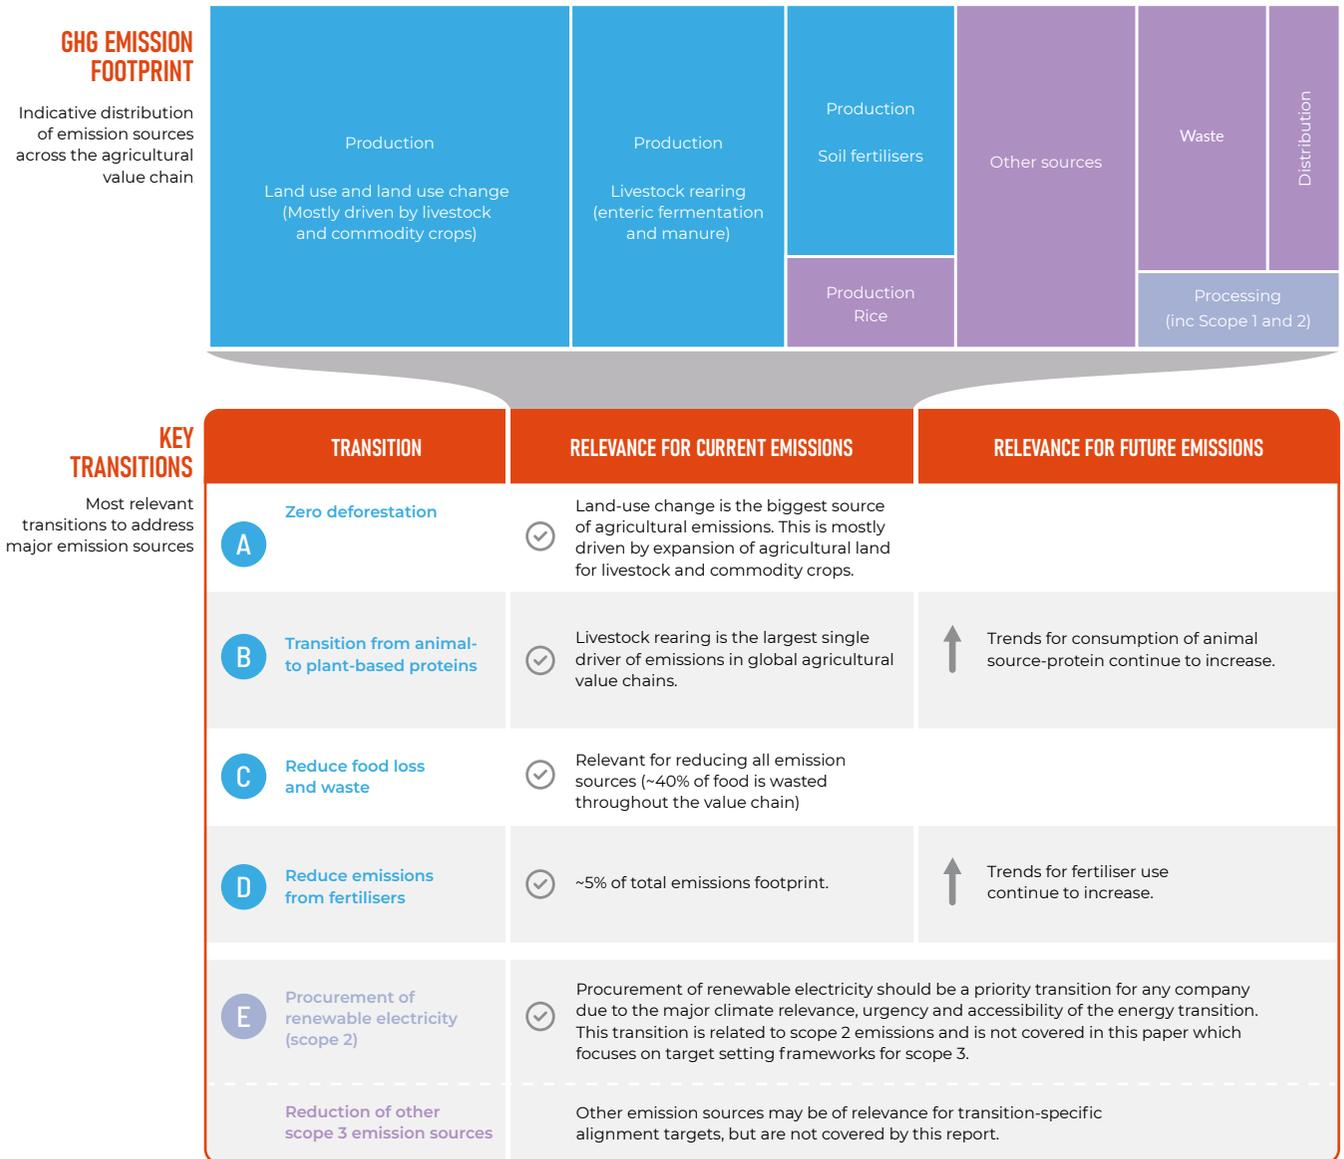 GHG EMISSION
FOOTPRINT
Indicative distribution
of emission sources
across the agricultural
value chain
Production
Land use and land use change
(Mostly driven by livestock
and commodity crops)
Production
Livestock rearing
(enteric fermentation
and manure)
Production
Soil fertilisers
Production
Rice
Other sources
Waste
Distribution
Processing
(inc Scope 1 and 2)
KEY
TRANSITIONS
Most relevant
transitions to address
major emission sources
TRANSITION
RELEVANCE FOR CURRENT EMISSIONS
RELEVANCE FOR FUTURE EMISSIONS
A
Zero deforestation
Land-use change is the biggest source
of agricultural emissions. This is mostly
driven by expansion of agricultural land
for livestock and commodity crops.
B
Transition from animal-
to plant-based proteins
Livestock rearing is the largest single
driver of emissions in global agricultural
value chains.
Trends for consumption of animal
source-protein continue to increase.
C
Reduce food loss
and waste
Relevant for reducing all emission
sources (~40% of food is wasted
throughout the value chain)
D
Reduce emissions
from fertilisers
~5% of total emissions footprint.
Trends for fertiliser use
continue to increase.
E
Procurement of
renewable electricity
(scope 2)
Procurement of renewable electricity should be a priority transition for any company
due to the major climate relevance, urgency and accessibility of the energy transition.
This transition is related to scope 2 emissions and is not covered in this paper which
focuses on target setting frameworks for scope 3.
Reduction of other
scope 3 emission sources
Other emission sources may be of relevance for transition-specific
alignment targets, but are not covered by this report.